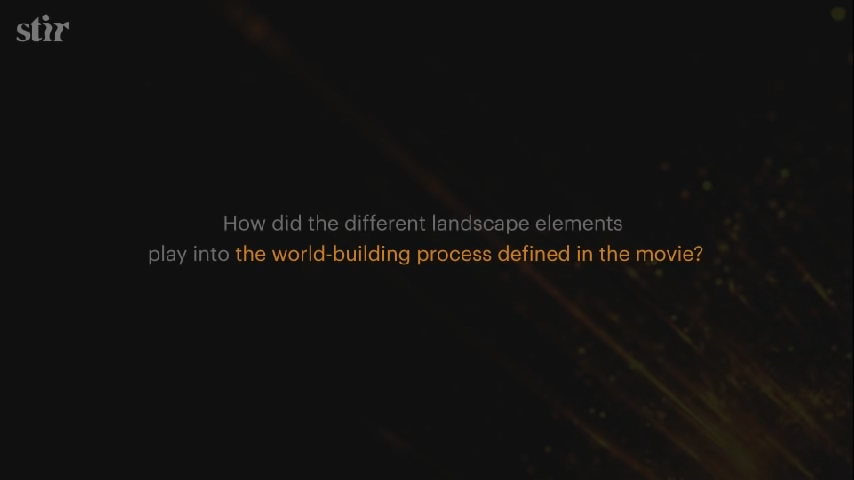 stir
How did the different landscape elements
play into the world-building process defined in the movie?